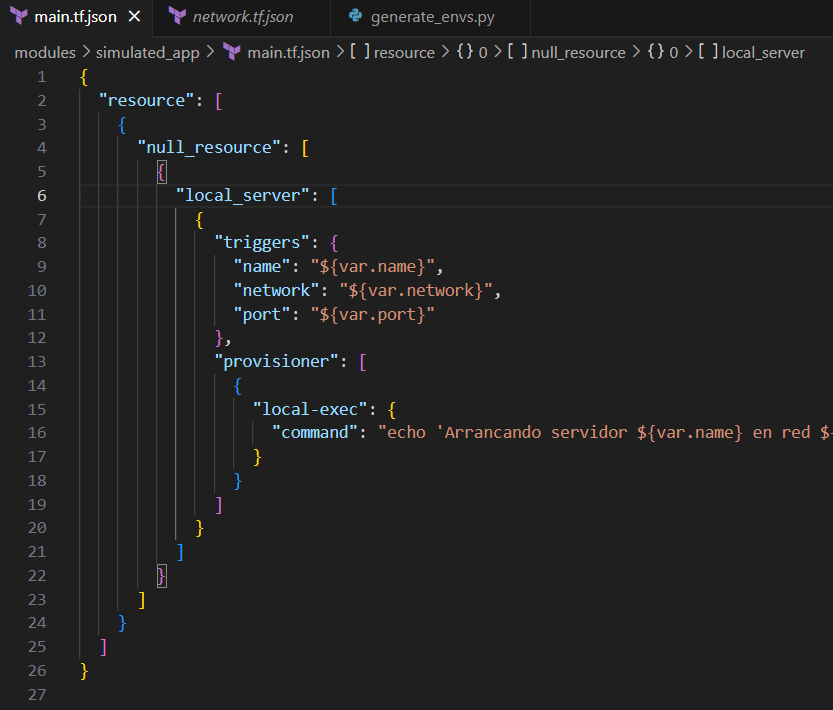 main.tf.json × network.tf.json generate_envs.py
modules > simulated_app > main.tf.json > [ ] resource > {} 0 > [ ] null_resource > {} 0 > [ ] local_server
1 {
2   "resource": [
3     {
4       "null_resource": [
5         {
6           "local_server": [
7             {
8               "triggers": {
9                 "name": "${var.name}",
10                 "network": "${var.network}",
11                 "port": "${var.port}"
12               },
13               "provisioner": [
14                 {
15                   "local-exec": {
16                     "command": "echo 'Arrancando servidor ${var.name} en red $
17                   }
18                 }
19               ]
20             }
21           ]
22         }
23       ]
24     }
25   ]
26 }
27